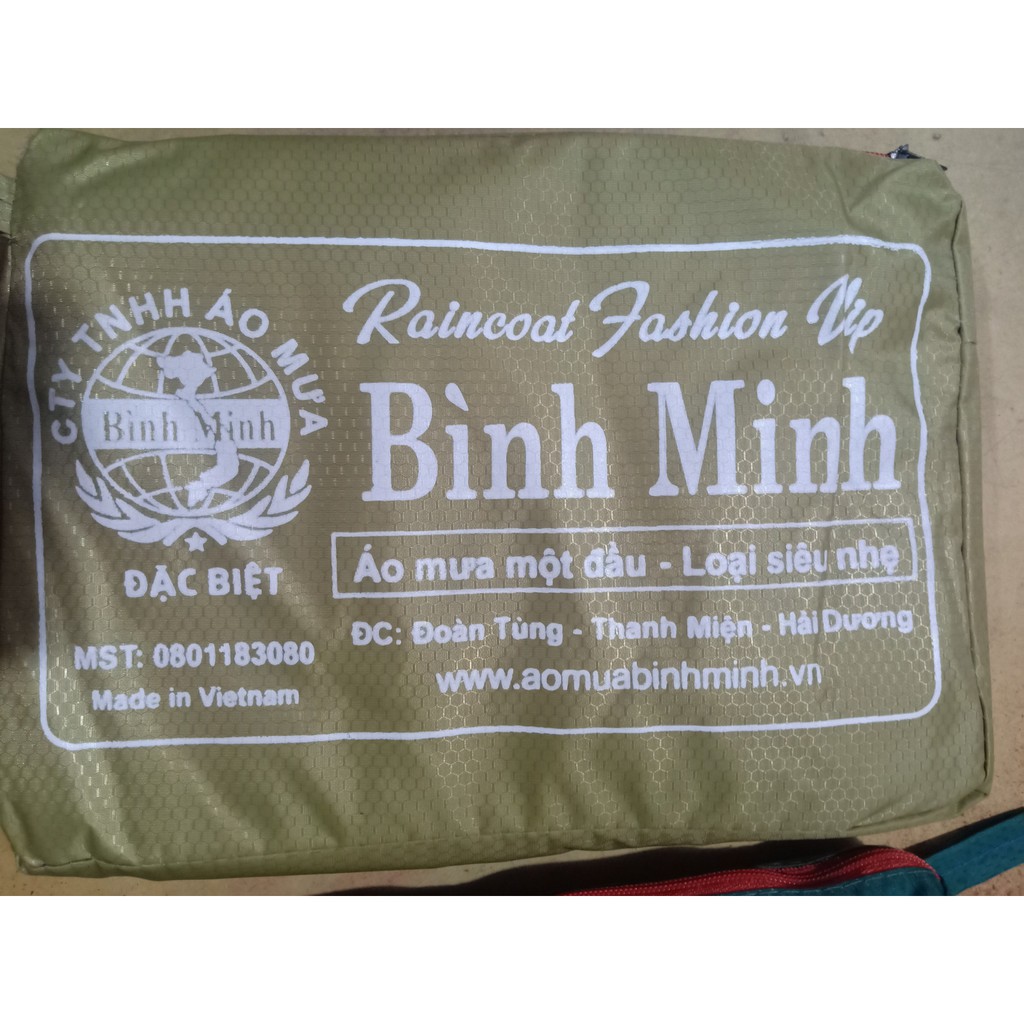 CTY TNHH ÁO MƯA
Bình Minh
ĐẶC BIỆT
MST: 0801183080
Made in Vietnam
Raincoat Fashion Vip
Bình Minh
Áo mưa một đầu - Loại siêu nhẹ
ĐC: Đoàn Tùng - Thanh Miện - Hải Dương
www.aomuabinhminh.vn